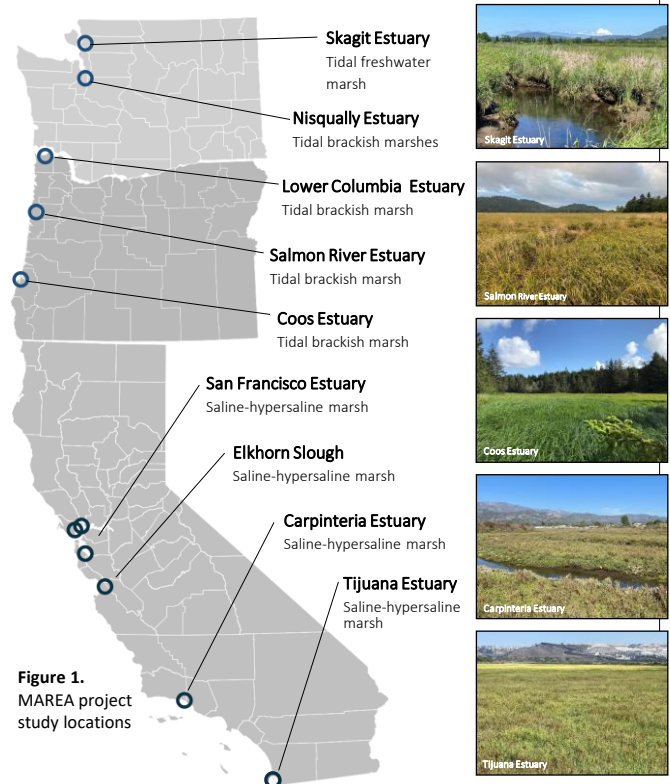 Skagit Estuary
Tidal freshwater
marsh
Nisqually Estuary
Tidal brackish marshes
Lower Columbia Estuary
Tidal brackish marsh
Salmon River Estuary
Tidal brackish marsh
Coos Estuary
Tidal brackish marsh
San Francisco Estuary
Saline-hypersaline marsh
Elkhorn Slough
Saline-hypersaline marsh
Carpinteria Estuary
Saline-hypersaline marsh
Tijuana Estuary
Saline-hypersaline
marsh
Figure 1.
MAREA project
study locations
Skagit Estuary
Salmon River Estuary
Coos Estuary
Carpinteria Estuary
Tijuana Estuary